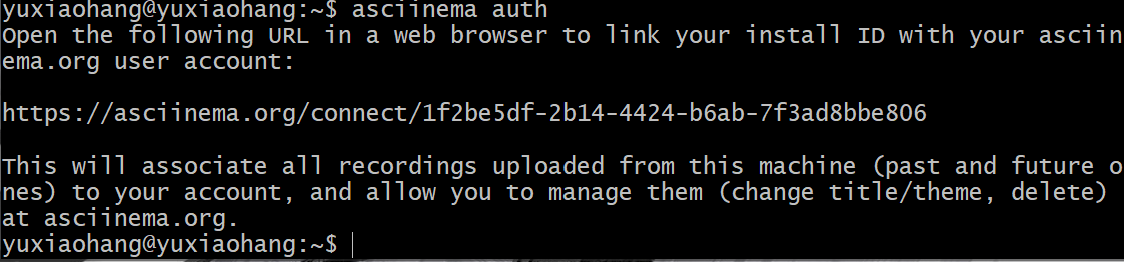 yuxiaohang@yuxiaohang:~$ asciinema auth
Open the following URL in a web browser to link your install ID with your asciin
ema.org user account:
https://asciinema.org/connect/1f2be5df-2b14-4424-b6ab-7f3ad8bbe806
This will associate all recordings uploaded from this machine (past and future o
nes) to your account, and allow you to manage them (change title/theme, delete)
at asciinema.org.
yuxiaohang@yuxiaohang:~$